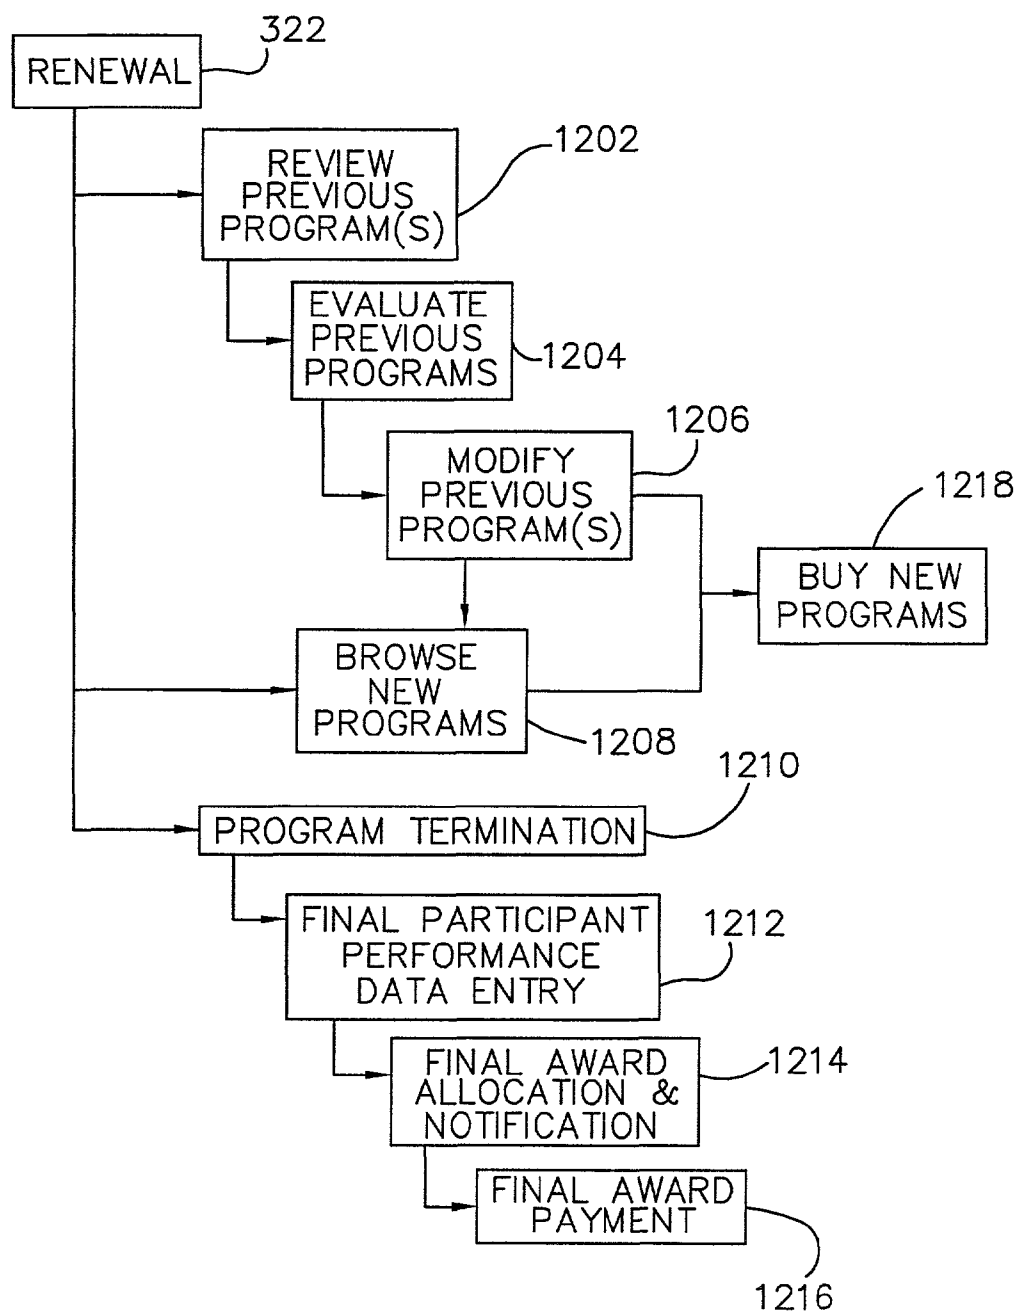 322
RENEWAL
1202
REVIEW
PREVIOUS
PROGRAM(S)
EVALUATE
PREVIOUS
PROGRAMS
1204
1206
MODIFY
PREVIOUS
PROGRAM(S)
1218
BUY NEW
PROGRAMS
BROWSE
NEW
PROGRAMS
1208
1210
PROGRAM TERMINATION
FINAL PARTICIPANT
PERFORMANCE
DATA ENTRY
1212
FINAL AWARD
ALLOCATION &
NOTIFICATION
1214
FINAL AWARD
PAYMENT
1216